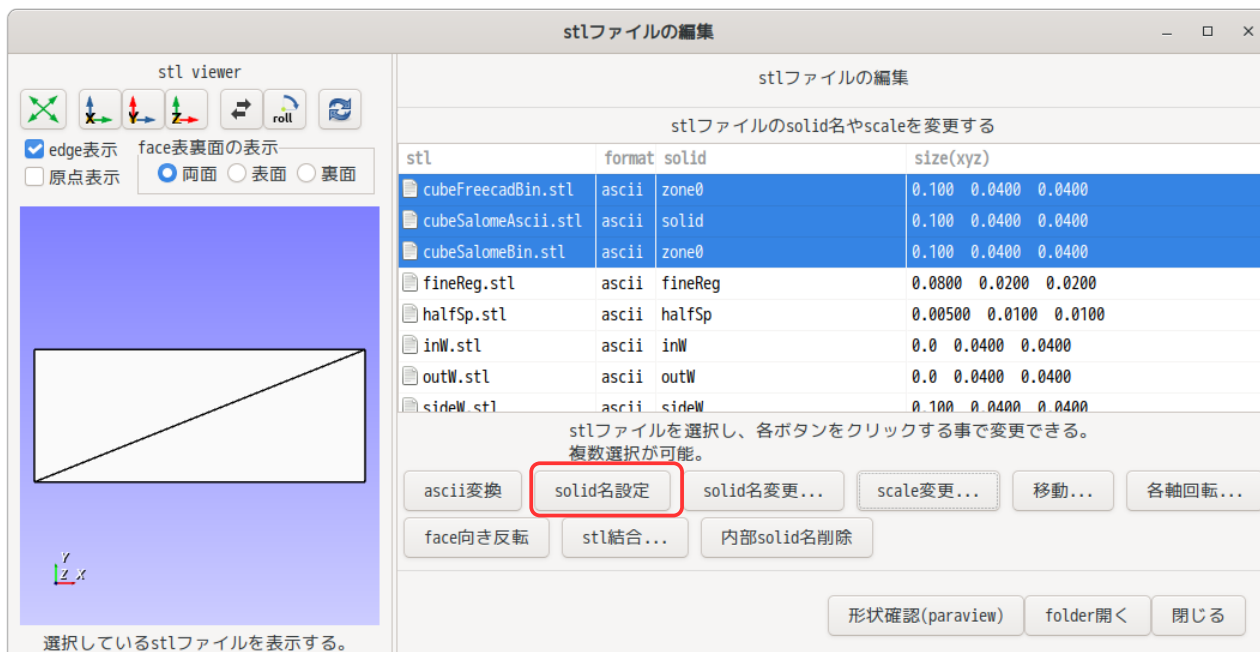 stlファイルの編集
stl viewer
X Y Z roll
edge表示
原点表示
face表裏面の表示
両面 表面 裏面
Y
Z X
選択しているstlファイルを表示する。
stlファイルの編集
stlファイルのsolid名やscaleを変更する
stl format solid size(xyz)
cubeFreecadBin.stl ascii zone0 0.100 0.0400 0.0400
cubeSalomeAscii.stl ascii solid 0.100 0.0400 0.0400
cubeSalomeBin.stl ascii zone0 0.100 0.0400 0.0400
fineReg.stl ascii fineReg 0.0800 0.0200 0.0200
halfSp.stl ascii halfSp 0.00500 0.0100 0.0100
inW.stl ascii inW 0.0 0.0400 0.0400
outW.stl ascii outW 0.0 0.0400 0.0400
sideW.stl ascii sideW 0.100 0.0400 0.0400
stlファイルを選択し、各ボタンをクリックする事で変更できる。
複数選択が可能。
ascii変換 solid名設定 solid名変更... scale変更... 移動... 各軸回転...
face向き反転 stl結合... 内部solid名削除
形状確認(paraview) folder開く 閉じる